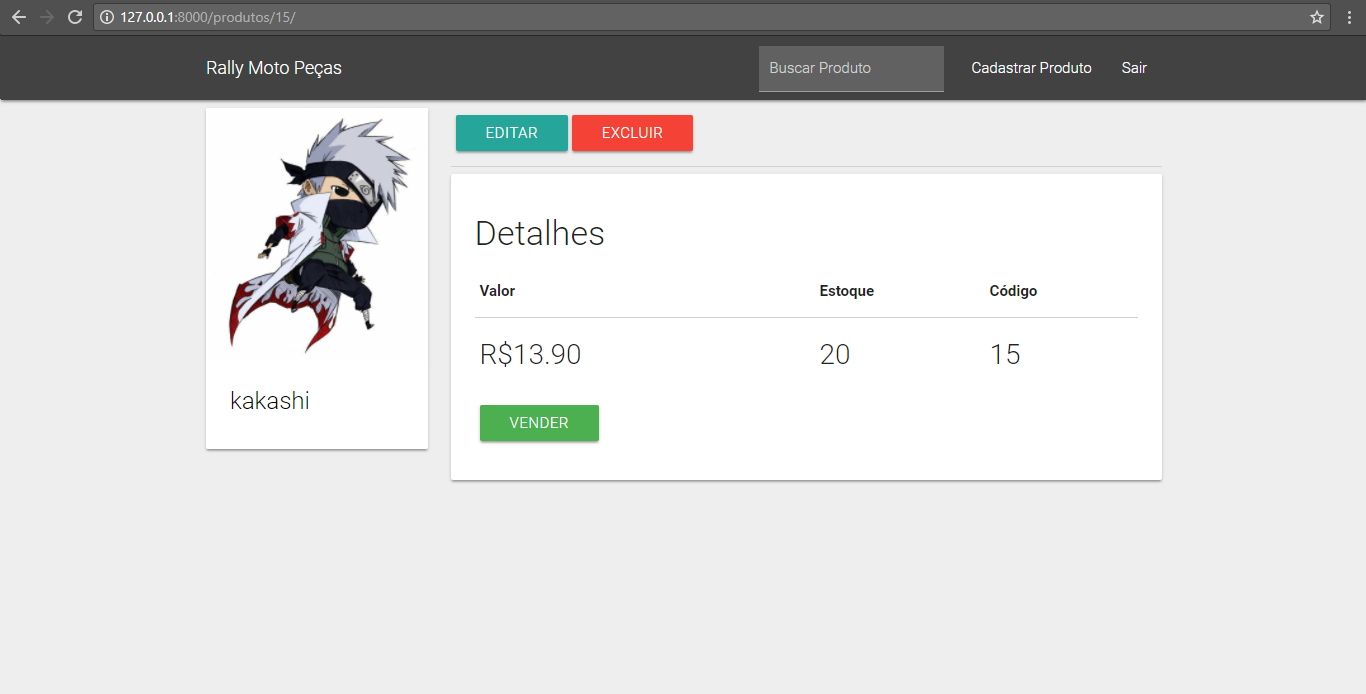 127.0.0.1:8000/produtos/15/
Rally Moto Peças
Buscar Produto
Cadastrar Produto
Sair
EDITAR
EXCLUIR
kakashi
Detalhes
Valor Estoque Código
R$13.90 20 15
VENDER